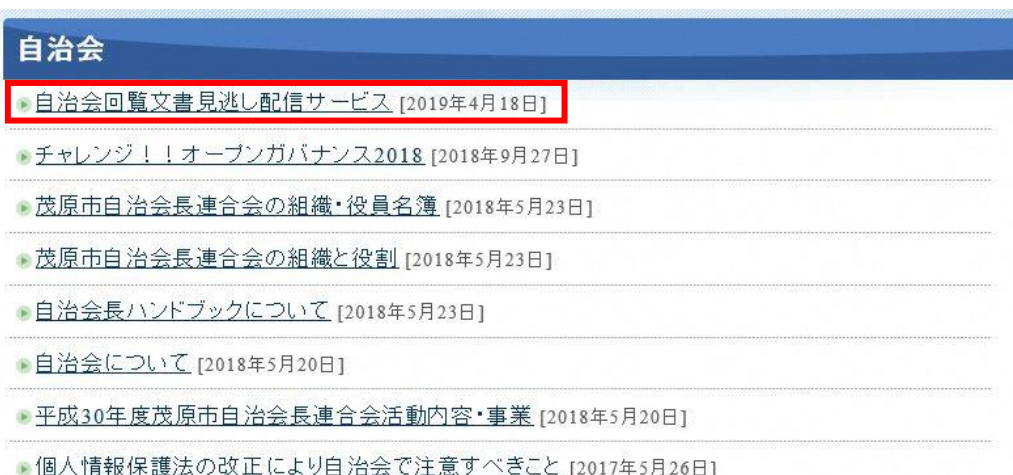 自治会
自治会回覧文書見逃し配信サービス [2019年4月18日]
チャレンジ！！オープンガバナンス2018 [2018年9月27日]
茂原市自治会長連合会の組織・役員名簿 [2018年5月23日]
茂原市自治会長連合会の組織と役割 [2018年5月23日]
自治会長ハンドブックについて [2018年5月23日]
自治会について [2018年5月20日]
平成30年度茂原市自治会長連合会活動内容・事業 [2018年5月20日]
個人情報保護法の改正により自治会で注意すべきこと [2017年5月26日]